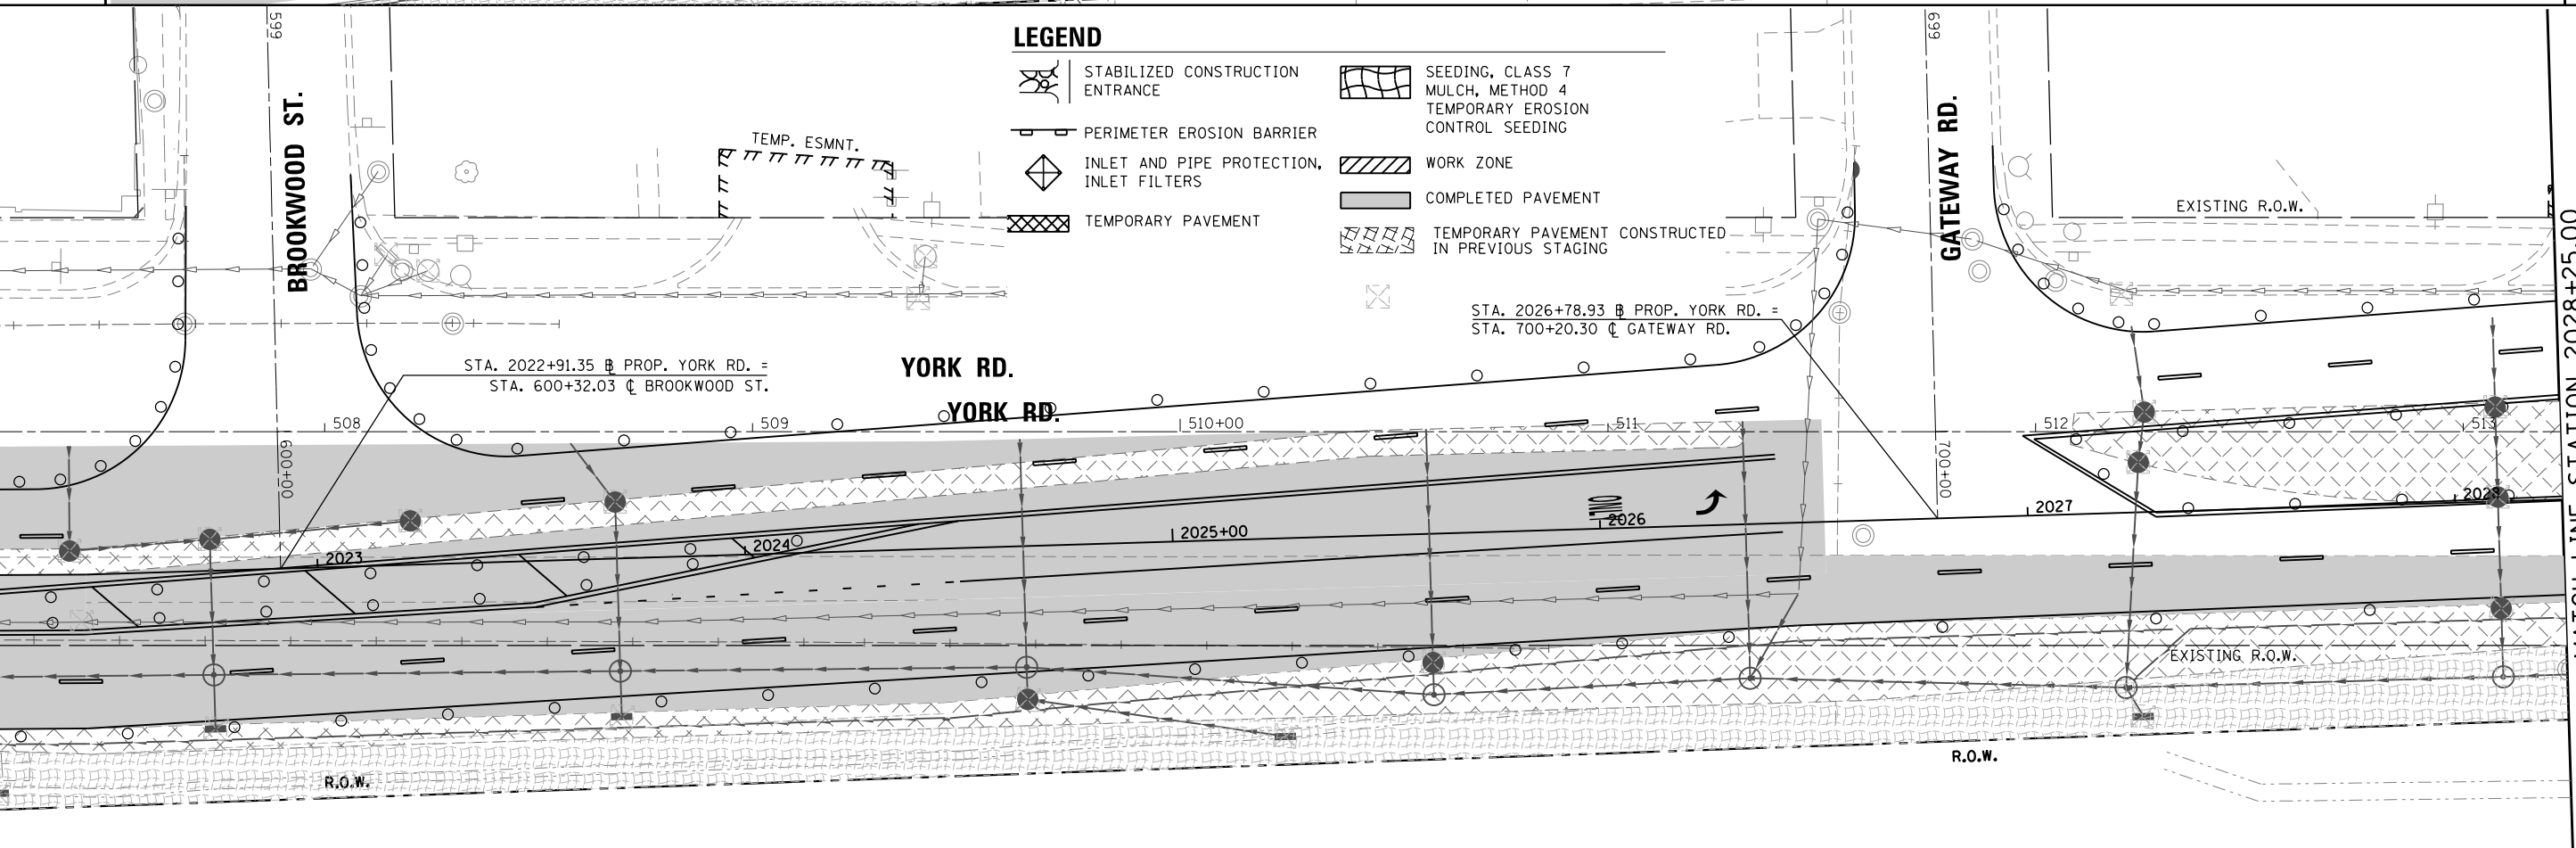 LEGEND
STABILIZED CONSTRUCTION
ENTRANCE
PERIMETER EROSION BARRIER
INLET AND PIPE PROTECTION,
INLET FILTERS
TEMPORARY PAVEMENT
SEEDING, CLASS 7
MULCH, METHOD 4
TEMPORARY EROSION
CONTROL SEEDING
WORK ZONE
COMPLETED PAVEMENT
TEMPORARY PAVEMENT CONSTRUCTED
IN PREVIOUS STAGING
599
BROOKWOOD ST.
TEMP. ESMNT.
699
GATEWAY RD.
EXISTING R.O.W.
STA. 2026+78.93 ⅊ PROP. YORK RD. =
STA. 700+20.30 ℄ GATEWAY RD.
STA. 2022+91.35 ⅊ PROP. YORK RD. =
STA. 600+32.03 ℄ BROOKWOOD ST.
YORK RD.
YORK RD.
508
509
510+00
511
512
513
600+00
700+00
2023
2024
2025+00
2026
2027
2028
EXISTING R.O.W.
R.O.W.
R.O.W.
MATCH LINE STATION 2028+25.00